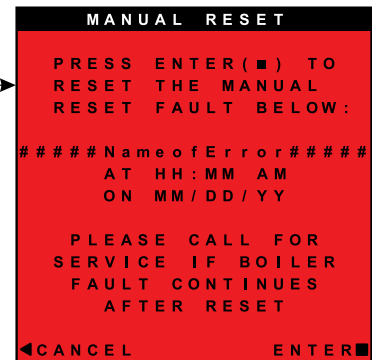 MANUAL RESET
PRESS ENTER(■) TO
RESET THE MANUAL
RESET FAULT BELOW:
#####NameofError#####
AT HH:MM AM
ON MM/DD/YY
PLEASE CALL FOR
SERVICE IF BOILER
FAULT CONTINUES
AFTER RESET
◀CANCEL ENTER■